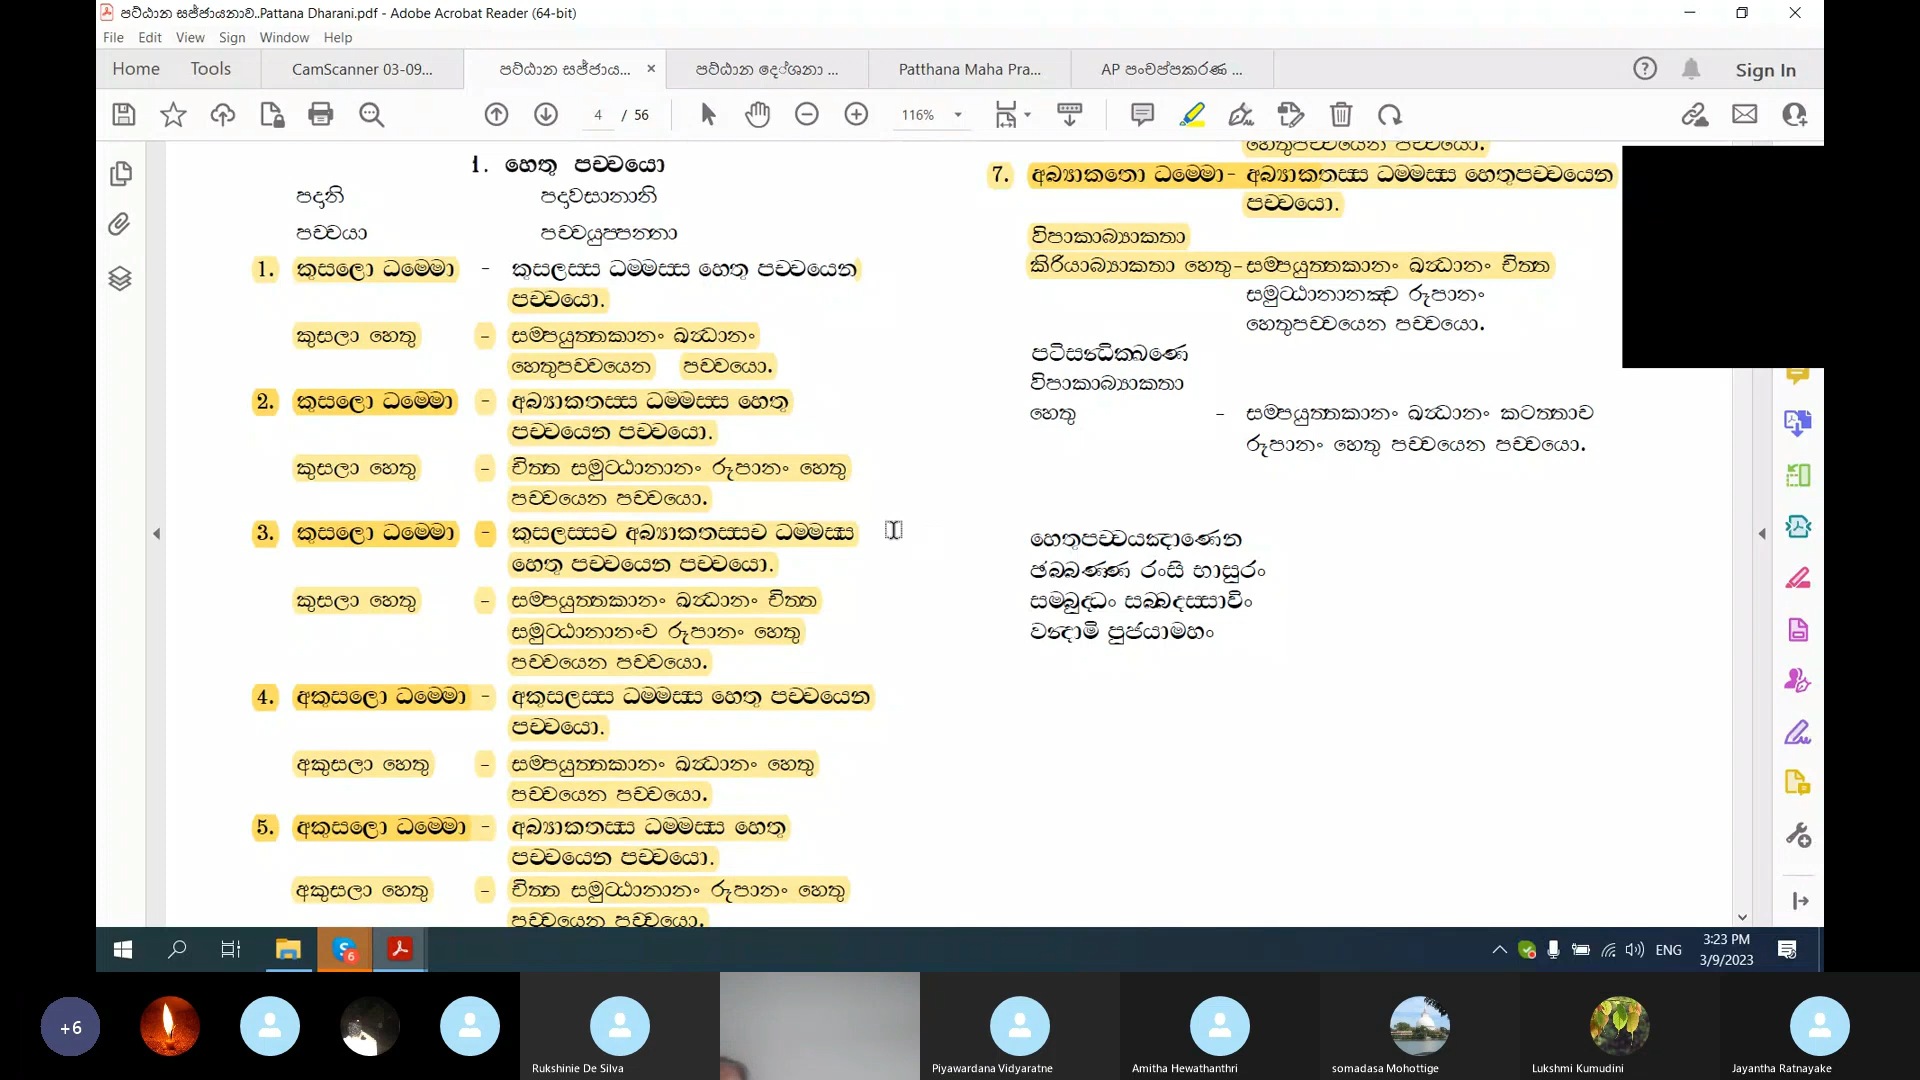 පට්ඨාන සජ්ජායනාව..Pattana Dharani.pdf - Adobe Acrobat Reader (64-bit)
File Edit View Sign Window Help
Home Tools CamScanner 03-09... පට්ඨාන සජ්ජාය... × Patthana Maha Pra... AP පංචප්පකරණ ... Sign In
4 / 56 116%
1. හෙතු පච්චයො
පදානි පදාවසානානි
පච්චයා පච්චයුප්පන්නා
1. කුසලො ධම්මො - කුසලස්ස ධම්මස්ස හෙතු පච්චයෙන
පච්චයො.
කුසලා හෙතු - සම්පයුත්තකානං ඛන්ධානං
හෙතුපච්චයෙන පච්චයො.
2. කුසලො ධම්මො - අබ්‍යාකතස්ස ධම්මස්ස හෙතු
පච්චයෙන පච්චයො.
කුසලා හෙතු - චිත්ත සමුට්ඨානානං රූපානං හෙතු
පච්චයෙන පච්චයො.
3. කුසලො ධම්මො - කුසලස්සච අබ්‍යාකතස්සච ධම්මස්ස
හෙතු පච්චයෙන පච්චයො.
කුසලා හෙතු - සම්පයුත්තකානං ඛන්ධානං චිත්ත
සමුට්ඨානානංච රූපානං හෙතු
පච්චයෙන පච්චයො.
4. අකුසලො ධම්මො - අකුසලස්ස ධම්මස්ස හෙතු පච්චයෙන
පච්චයො.
අකුසලා හෙතු - සම්පයුත්තකානං ඛන්ධානං හෙතු
පච්චයෙන පච්චයො.
5. අකුසලො ධම්මො - අබ්‍යාකතස්ස ධම්මස්ස හෙතු
පච්චයෙන පච්චයො.
අකුසලා හෙතු - චිත්ත සමුට්ඨානානං රූපානං හෙතු
පච්චයෙන පච්චයො.
හෙතුපච්චයෙන පච්චයො.
7. අබ්‍යාකතො ධම්මො- අබ්‍යාකතස්ස ධම්මස්ස හෙතුපච්චයෙන
පච්චයො.
විපාකාබ්‍යාකතා
කිරියාබ්‍යාකතා හෙතු- සම්පයුත්තකානං ඛන්ධානං චිත්ත
සමුට්ඨානානඤ්ච රූපානං
හෙතුපච්චයෙන පච්චයො.
පටිසන්ධික්ඛණෙ
විපාකාබ්‍යාකතා
හෙතු - සම්පයුත්තකානං ඛන්ධානං කටත්තාච
රූපානං හෙතු පච්චයෙන පච්චයො.
හෙතුපච්චයඤාණෙන
ඡබ්බණ්ණ රංසි භාසුරං
සම්බුද්ධං සබ්බදස්සාවිං
වන්දාමි පුජයාමහං
6
ENG
3:23 PM
3/9/2023
+6
Rukshinie De Silva
Piyawardana Vidyaratne
Amitha Hewathanthri
somadasa Mohottige
Lukshmi Kumudini
Jayantha Ratnayake